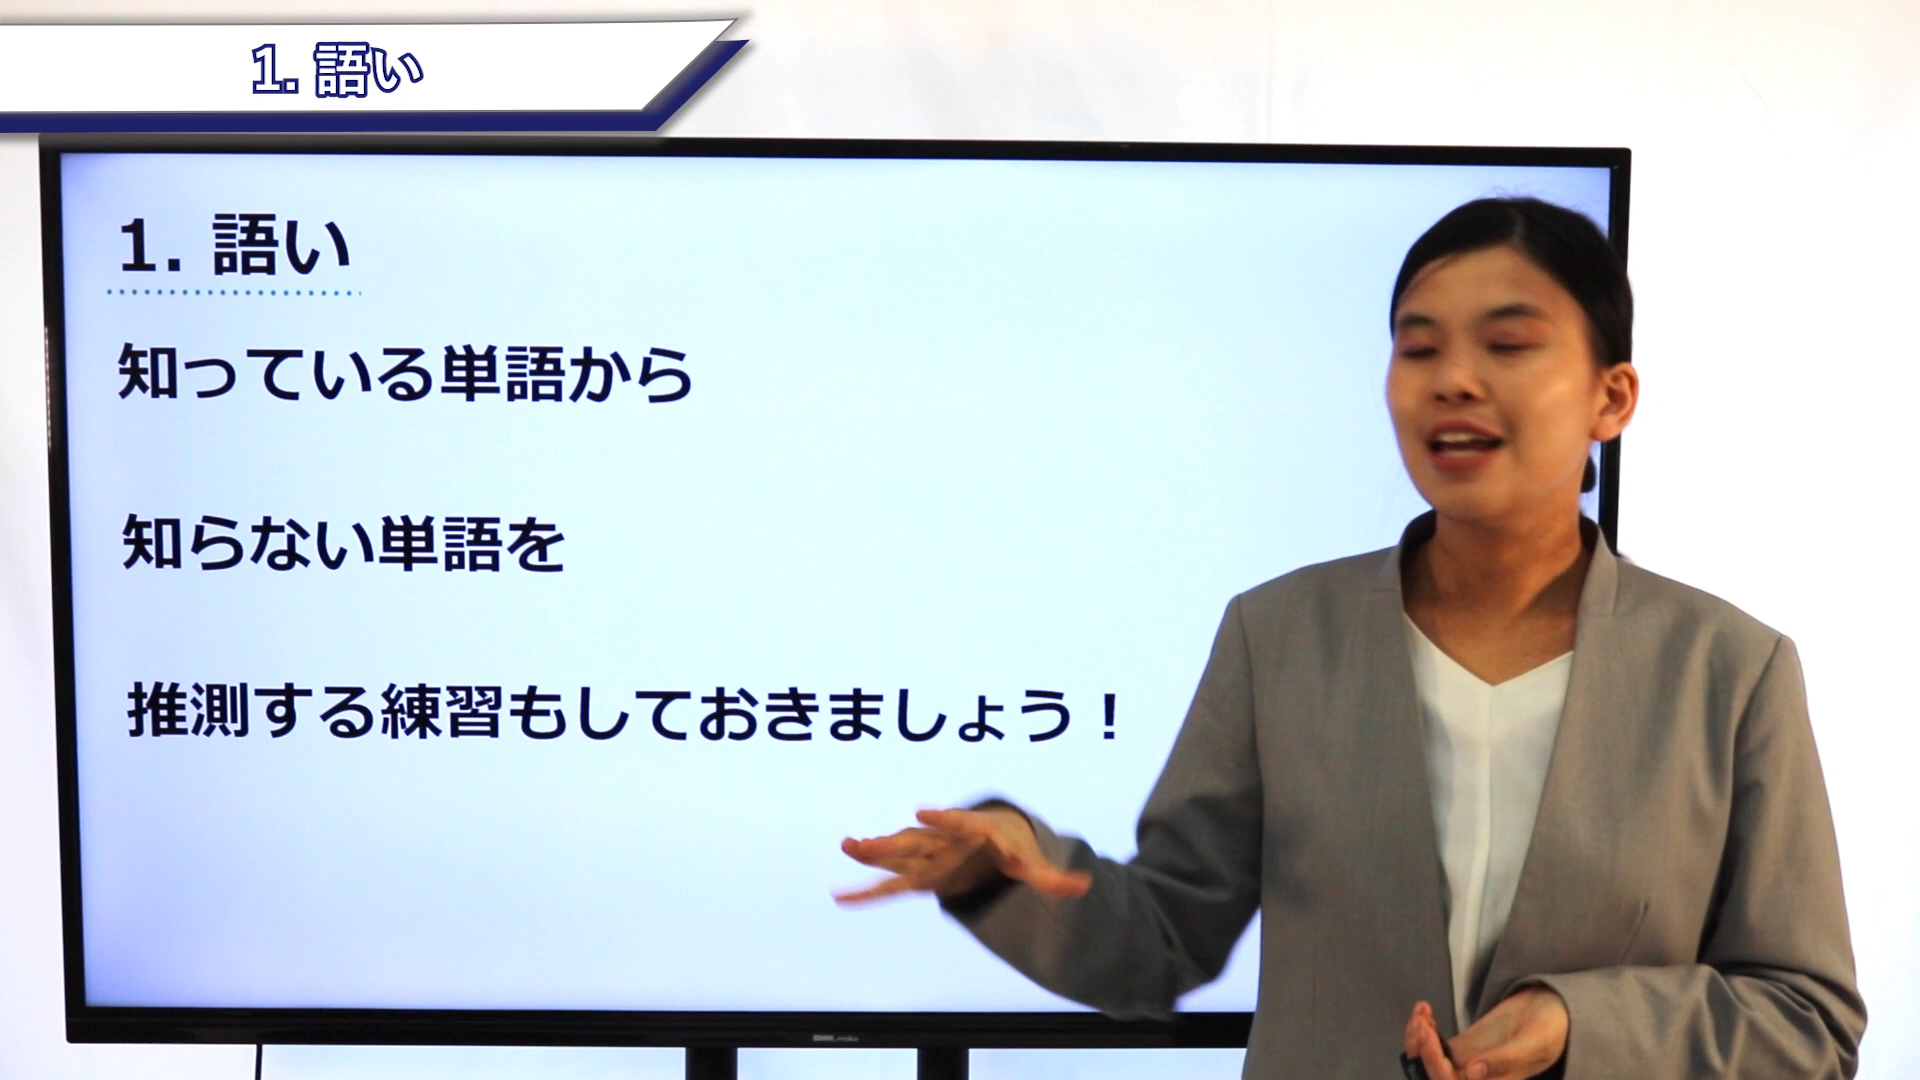 1. 語い
1. 語い
知っている単語から
知らない単語を
推測する練習もしておきましょう！